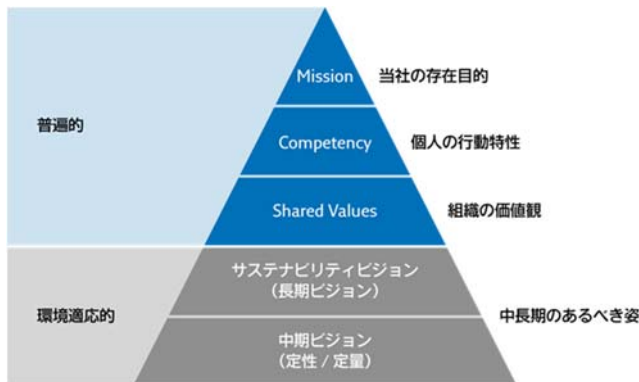 Mission
当社の存在目的
普遍的
Competency
個人の行動特性
Shared Values
組織の価値観
サステナビリティビジョン
(長期ビジョン)
環境適応的
中長期のあるべき姿
中期ビジョン
(定性 / 定量)